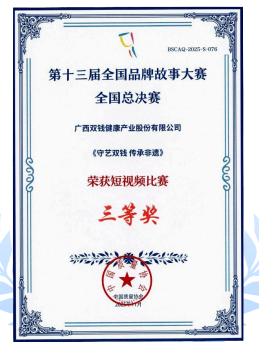 BSCAQ-2025-S-076
第十三届全国品牌故事大赛
全国总决赛
广西双钱健康产业股份有限公司
《守艺双钱 传承非遗》
荣获短视频比赛
三等奖
中国质量协会